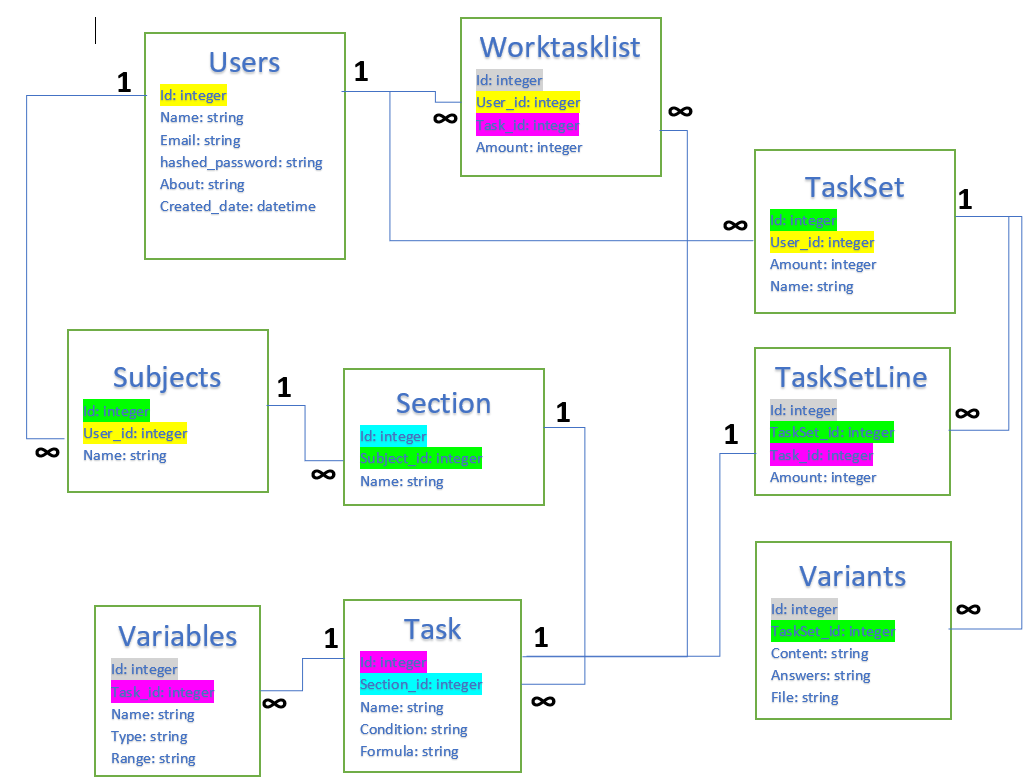 Users
Id: integer
Name: string
Email: string
hashed_password: string
About: string
Created_date: datetime
1
1
Worktasklist
Id: integer
User_id: integer
Task_id: integer
Amount: integer
∞
∞
TaskSet
Id: integer
User_id: integer
Amount: integer
Name: string
∞
1
Subjects
Id: integer
User_id: integer
Name: string
∞
1
Section
Id: integer
Subject_id: integer
Name: string
∞
1
TaskSetLine
Id: integer
TaskSet_id: integer
Task_id: integer
Amount: integer
1
∞
Variables
Id: integer
Task_id: integer
Name: string
Type: string
Range: string
∞
1
Task
Id: integer
Section_id: integer
Name: string
Condition: string
Formula: string
1
∞
Variants
Id: integer
TaskSet_id: integer
Content: string
Answers: string
File: string
∞